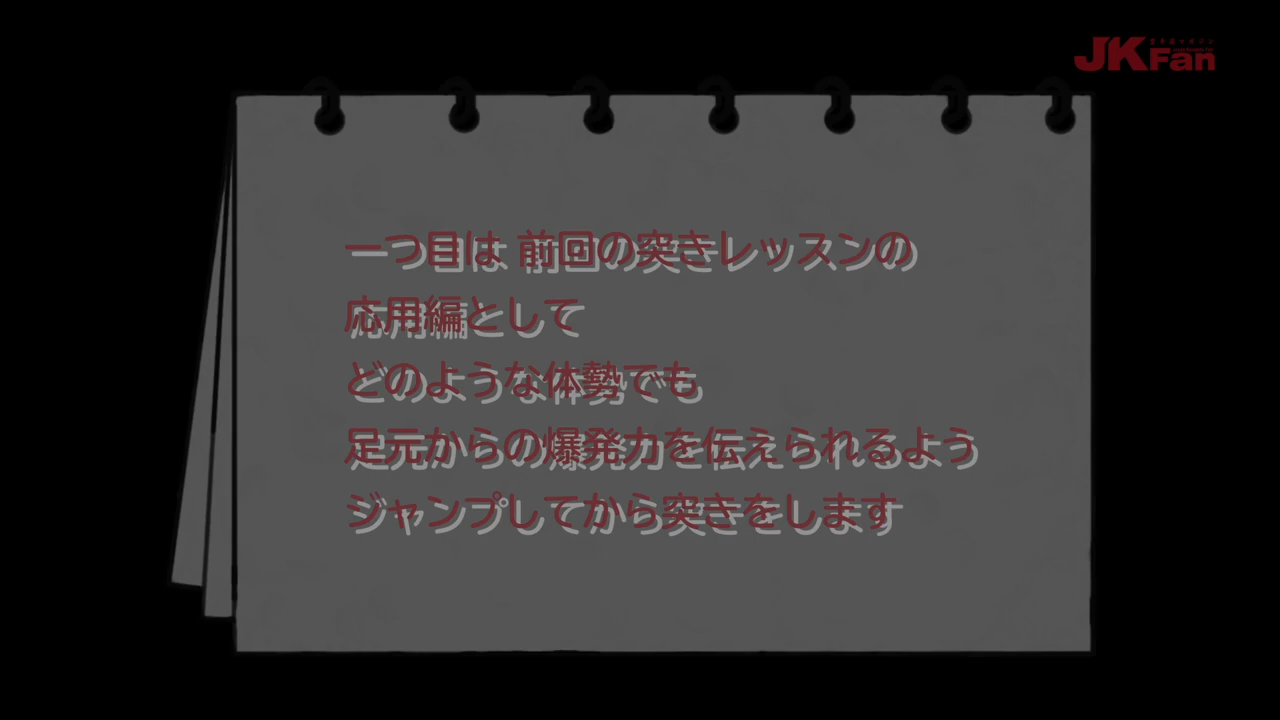 JKFan
一つ目は 前回の突きレッスンの
応用編として
どのような体勢でも
足元からの爆発力を伝えられるよう
ジャンプしてから突きをします